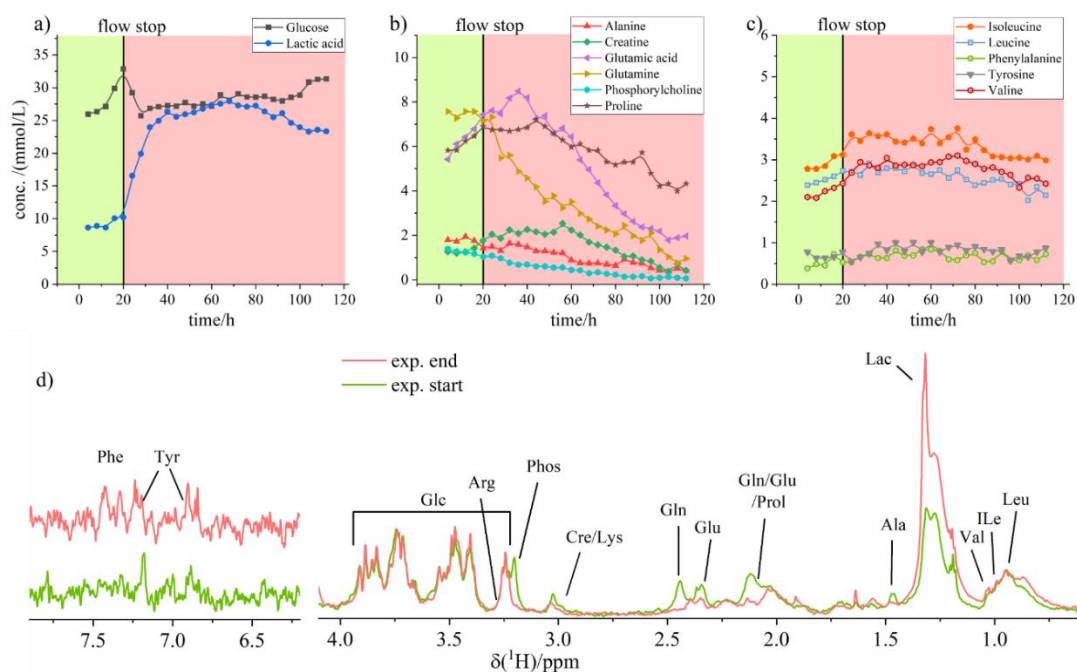 a)
flow stop
Glucose
Lactic acid
conc. /(mmol/L)
35
30
25
20
15
10
5
0
0 20 40 60 80 100 120
time/h
b)
flow stop
Alanine
Creatine
Glutamic acid
Glutamine
Phosphorylcholine
Proline
10
8
6
4
2
0
0 20 40 60 80 100 120
time/h
c)
flow stop
Isoleucine
Leucine
Phenylalanine
Tyrosine
Valine
6
5
4
3
2
1
0
0 20 40 60 80 100 120
time/h
d)
exp. end
exp. start
Phe
Tyr
Glc
Arg
Phos
Cre/Lys
Gln
Glu
Gln/Glu
/Prol
Ala
Lac
Val
ILe
Leu
7.5 7.0 6.5 4.0 3.5 3.0 2.5 2.0 1.5 1.0
δ(¹H)/ppm